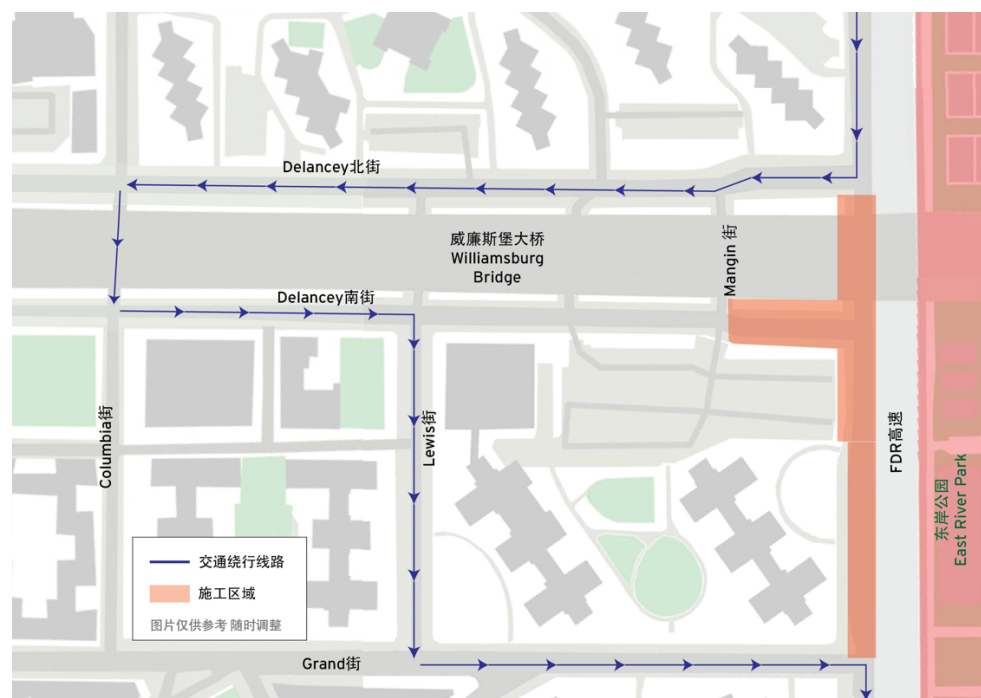 Delancey北街
威廉斯堡大桥
Williamsburg
Bridge
Mangin 街
Delancey南街
Columbia街
Lewis街
FDR高速
东岸公园
East River Park
交通绕行线路
施工区域
图片仅供参考 随时调整
Grand街